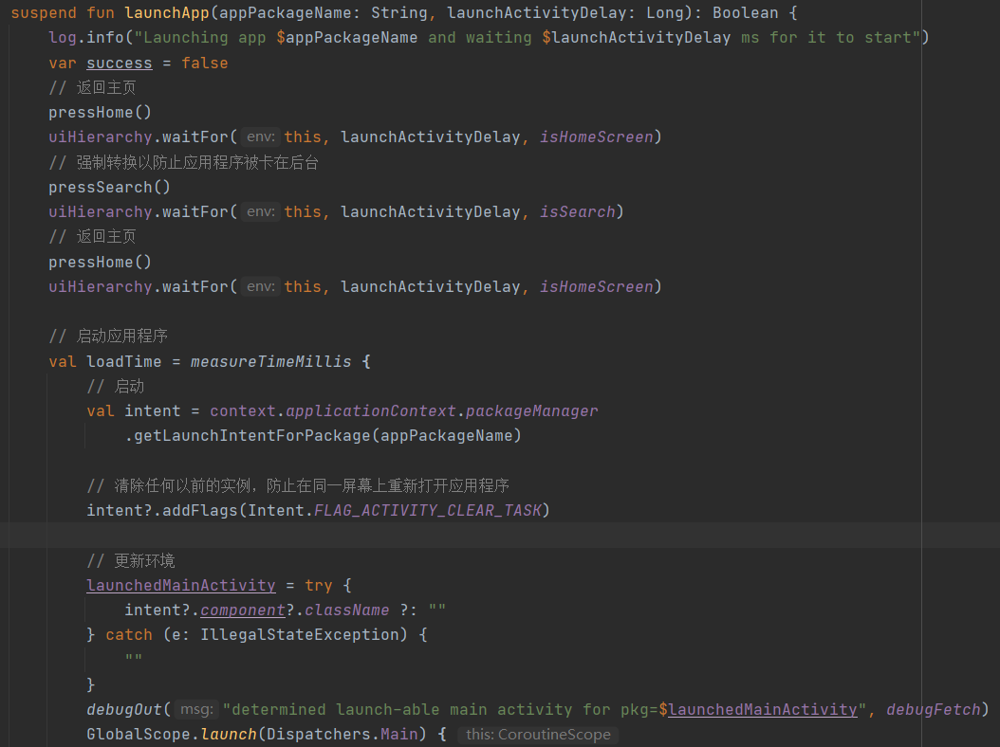 suspend fun launchApp(appPackageName: String, launchActivityDelay: Long): Boolean {
log.info("Launching app $appPackageName and waiting $launchActivityDelay ms for it to start")
var success = false
// 返回主页
pressHome()
uiHierarchy.waitFor( env: this, launchActivityDelay, isHomeScreen)
// 强制转换以防止应用程序被卡在后台
pressSearch()
uiHierarchy.waitFor( env: this, launchActivityDelay, isSearch)
// 返回主页
pressHome()
uiHierarchy.waitFor( env: this, launchActivityDelay, isHomeScreen)
// 启动应用程序
val loadTime = measureTimeMillis {
// 启动
val intent = context.applicationContext.packageManager
.getLaunchIntentForPackage(appPackageName)
// 清除任何以前的实例，防止在同一屏幕上重新打开应用程序
intent?.addFlags(Intent.FLAG_ACTIVITY_CLEAR_TASK)
// 更新环境
launchedMainActivity = try {
intent?.component?.className ?: ""
} catch (e: IllegalStateException) {
""
}
debugOut( msg: "determined launch-able main activity for pkg=$launchedMainActivity", debugFetch)
GlobalScope.launch(Dispatchers.Main) { this: CoroutineScope